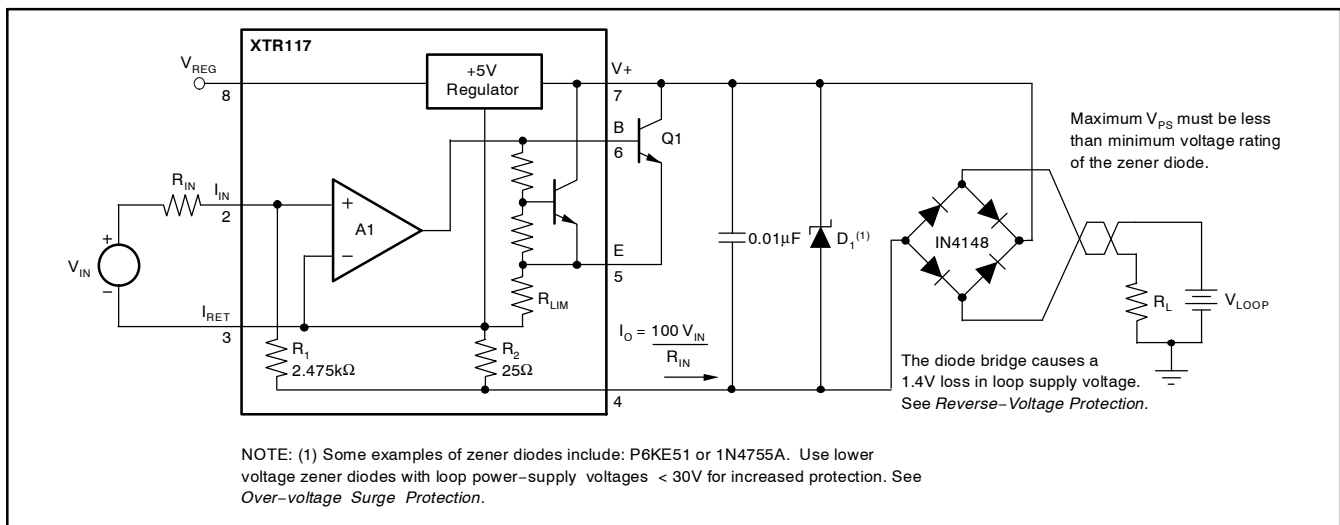 XTR117
V_REG
8
+5V
Regulator
V+
7
B
6
Q1
Maximum V_PS must be less
than minimum voltage rating
of the zener diode.
R_IN
I_IN
2
+
A1
−
+
V_IN
−
E
5
R_LIM
0.01μF
D_1^(1)
IN4148
R_L
V_LOOP
I_RET
3
R_1
2.475kΩ
R_2
25Ω
I_O = 100 V_IN
R_IN
4
The diode bridge causes a
1.4V loss in loop supply voltage.
See Reverse−Voltage Protection.
NOTE: (1) Some examples of zener diodes include: P6KE51 or 1N4755A. Use lower
voltage zener diodes with loop power−supply voltages < 30V for increased protection. See
Over−voltage Surge Protection.